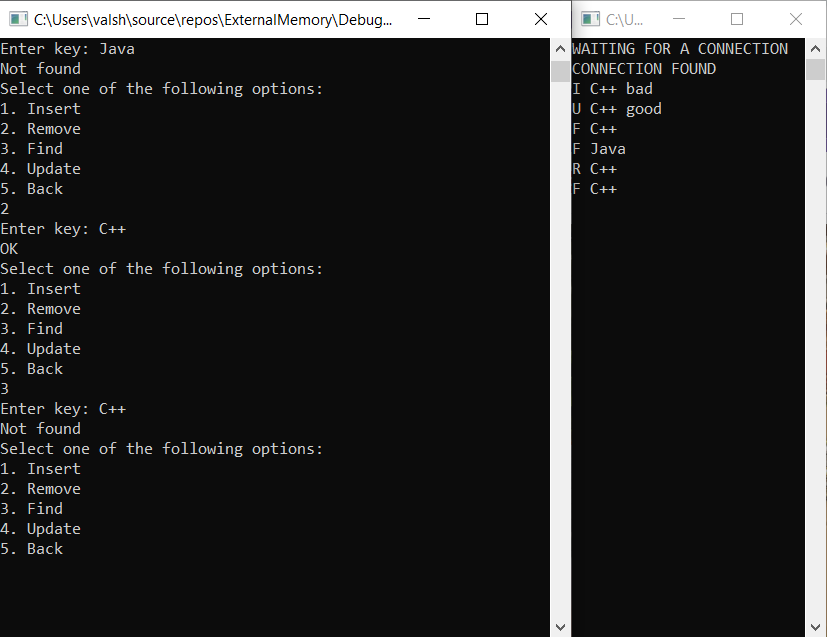 C:\Users\valsh\source\repos\ExternalMemory\Debug...
Enter key: Java
Not found
Select one of the following options:
1. Insert
2. Remove
3. Find
4. Update
5. Back
2
Enter key: C++
OK
Select one of the following options:
1. Insert
2. Remove
3. Find
4. Update
5. Back
3
Enter key: C++
Not found
Select one of the following options:
1. Insert
2. Remove
3. Find
4. Update
5. Back
C:\U...
WAITING FOR A CONNECTION
CONNECTION FOUND
I C++ bad
U C++ good
F C++
F Java
R C++
F C++